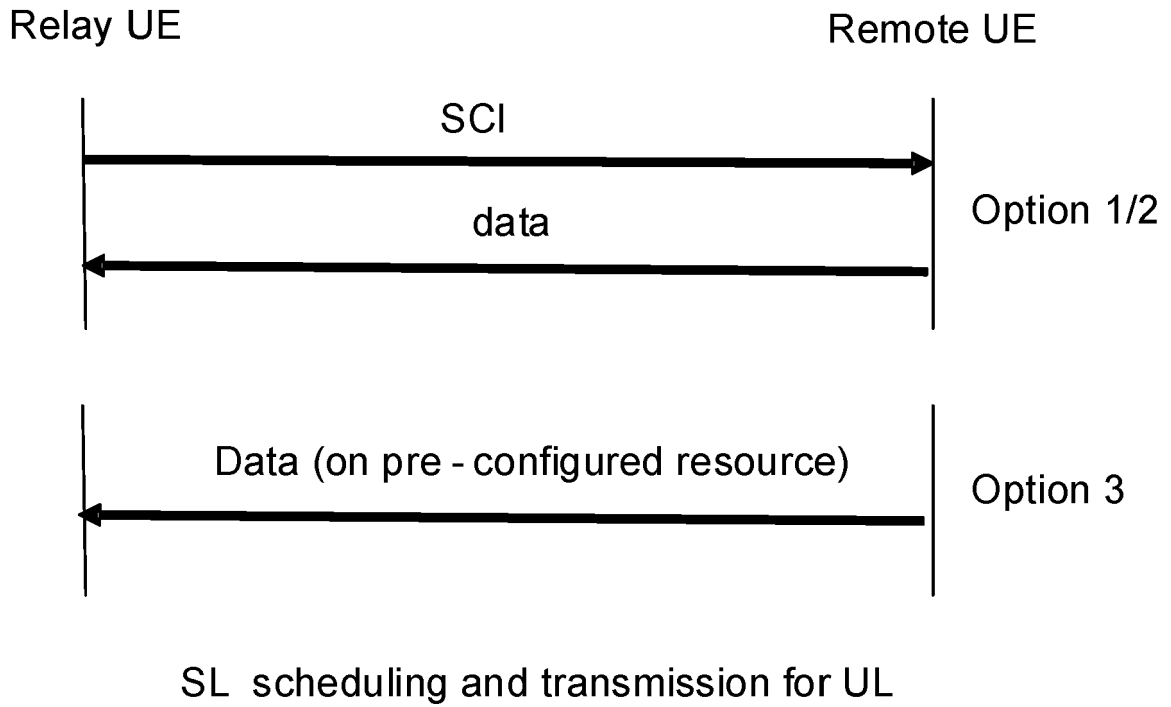 Relay UE
Remote UE
SCI
data
Option 1/2
Data (on pre - configured resource)
Option 3
SL scheduling and transmission for UL